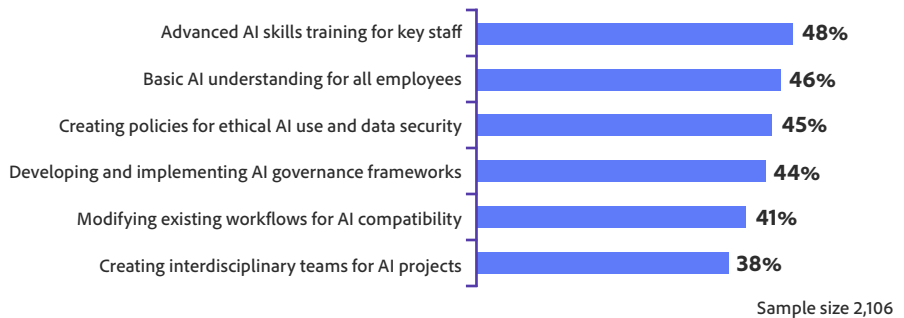 Advanced AI skills training for key staff 48%
Basic AI understanding for all employees 46%
Creating policies for ethical AI use and data security 45%
Developing and implementing AI governance frameworks 44%
Modifying existing workflows for AI compatibility 41%
Creating interdisciplinary teams for AI projects 38%
Sample size 2,106